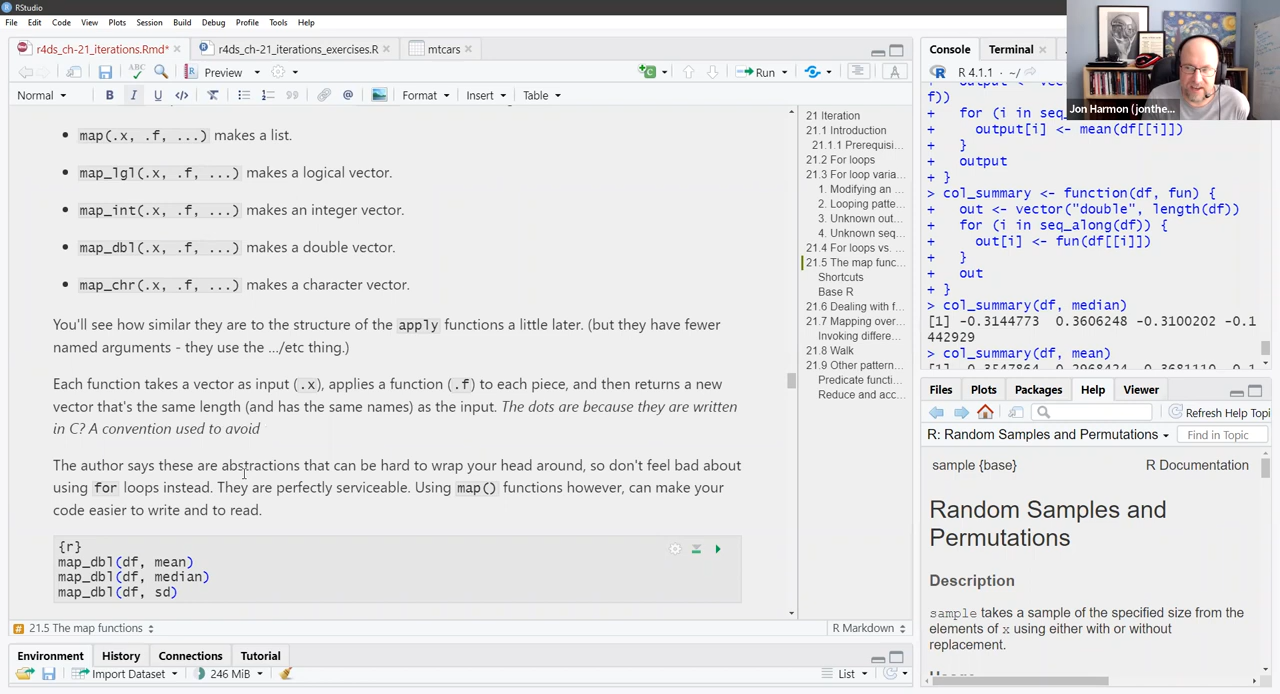 RStudio
File Edit Code View Plots Session Build Debug Profile Tools Help
r4ds_ch-21_iterations.Rmd* r4ds_ch-21_iterations_exercises.R mtcars
Preview Run
Normal B I U Format Insert Table
map(.x, .f, ...) makes a list.
map_lgl(.x, .f, ...) makes a logical vector.
map_int(.x, .f, ...) makes an integer vector.
map_dbl(.x, .f, ...) makes a double vector.
map_chr(.x, .f, ...) makes a character vector.
You'll see how similar they are to the structure of the apply functions a little later. (but they have fewer
named arguments - they use the .../etc thing.)
Each function takes a vector as input (.x), applies a function (.f) to each piece, and then returns a new
vector that's the same length (and has the same names) as the input. The dots are because they are written
in C? A convention used to avoid
The author says these are abstractions that can be hard to wrap your head around, so don't feel bad about
using for loops instead. They are perfectly serviceable. Using map() functions however, can make your
code easier to write and to read.
{r}
map_dbl(df, mean)
map_dbl(df, median)
map_dbl(df, sd)
21.5 The map functions R Markdown
21 Iteration
21.1 Introduction
21.1.1 Prerequisi...
21.2 For loops
21.3 For loop varia...
1. Modifying an ...
2. Looping patte...
3. Unknown out...
4. Unknown seq...
21.4 For loops vs. ...
21.5 The map func...
Shortcuts
Base R
21.6 Dealing with f...
21.7 Mapping over...
Invoking differe...
21.8 Walk
21.9 Other pattern...
Predicate functi...
Reduce and acc...
Environment History Connections Tutorial
Import Dataset 246 MiB List
Console Terminal
R 4.1.1 · ~/
f))
+ for (i in seq_along(df)) {
+ output[i] <- mean(df[[i]])
+ }
+ output
+ }
> col_summary <- function(df, fun) {
+ out <- vector("double", length(df))
+ for (i in seq_along(df)) {
+ out[i] <- fun(df[[i]])
+ }
+ out
+ }
> col_summary(df, median)
[1] -0.3144773 0.3606248 -0.3100202 -0.1
442929
> col_summary(df, mean)
Jon Harmon (jonthe...
Files Plots Packages Help Viewer
Refresh Help Topi
R: Random Samples and Permutations Find in Topic
sample {base} R Documentation
Random Samples and
Permutations
Description
sample takes a sample of the specified size from the
elements of x using either with or without
replacement.